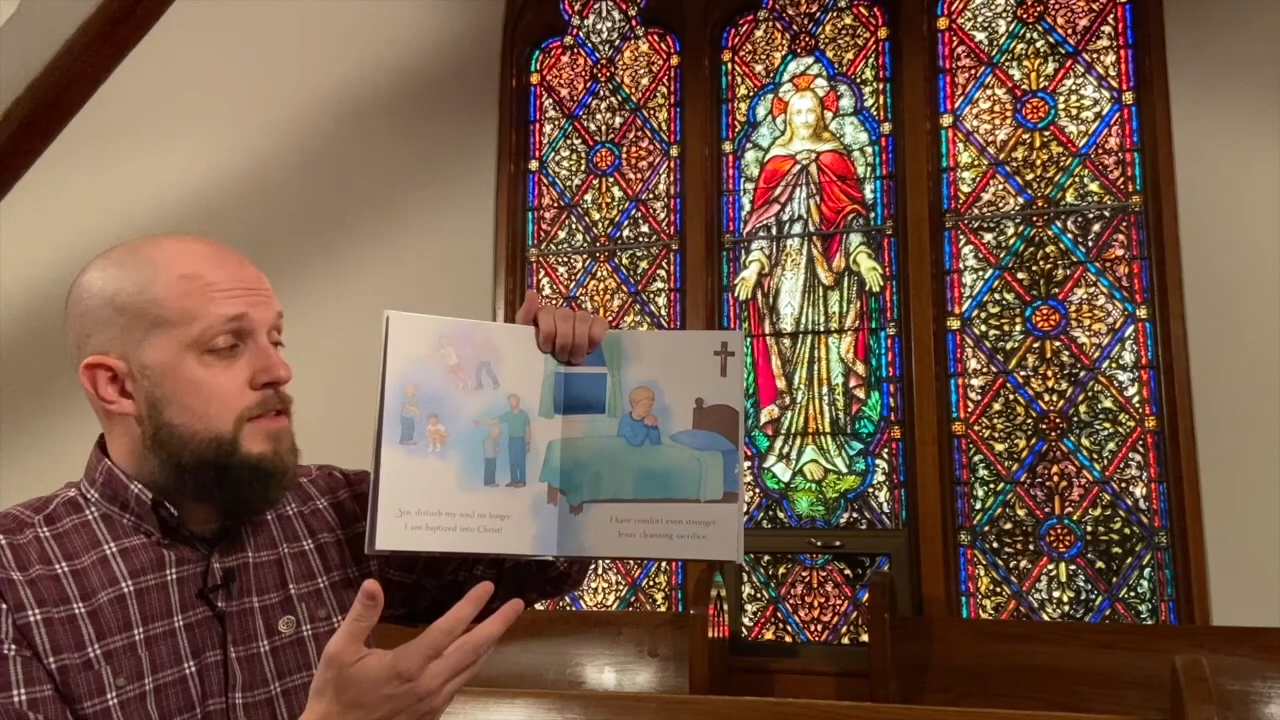 Sin, disturb my soul no longer:
I am baptized into Christ!
I have comfort even stronger:
Jesus' cleansing sacrifice.